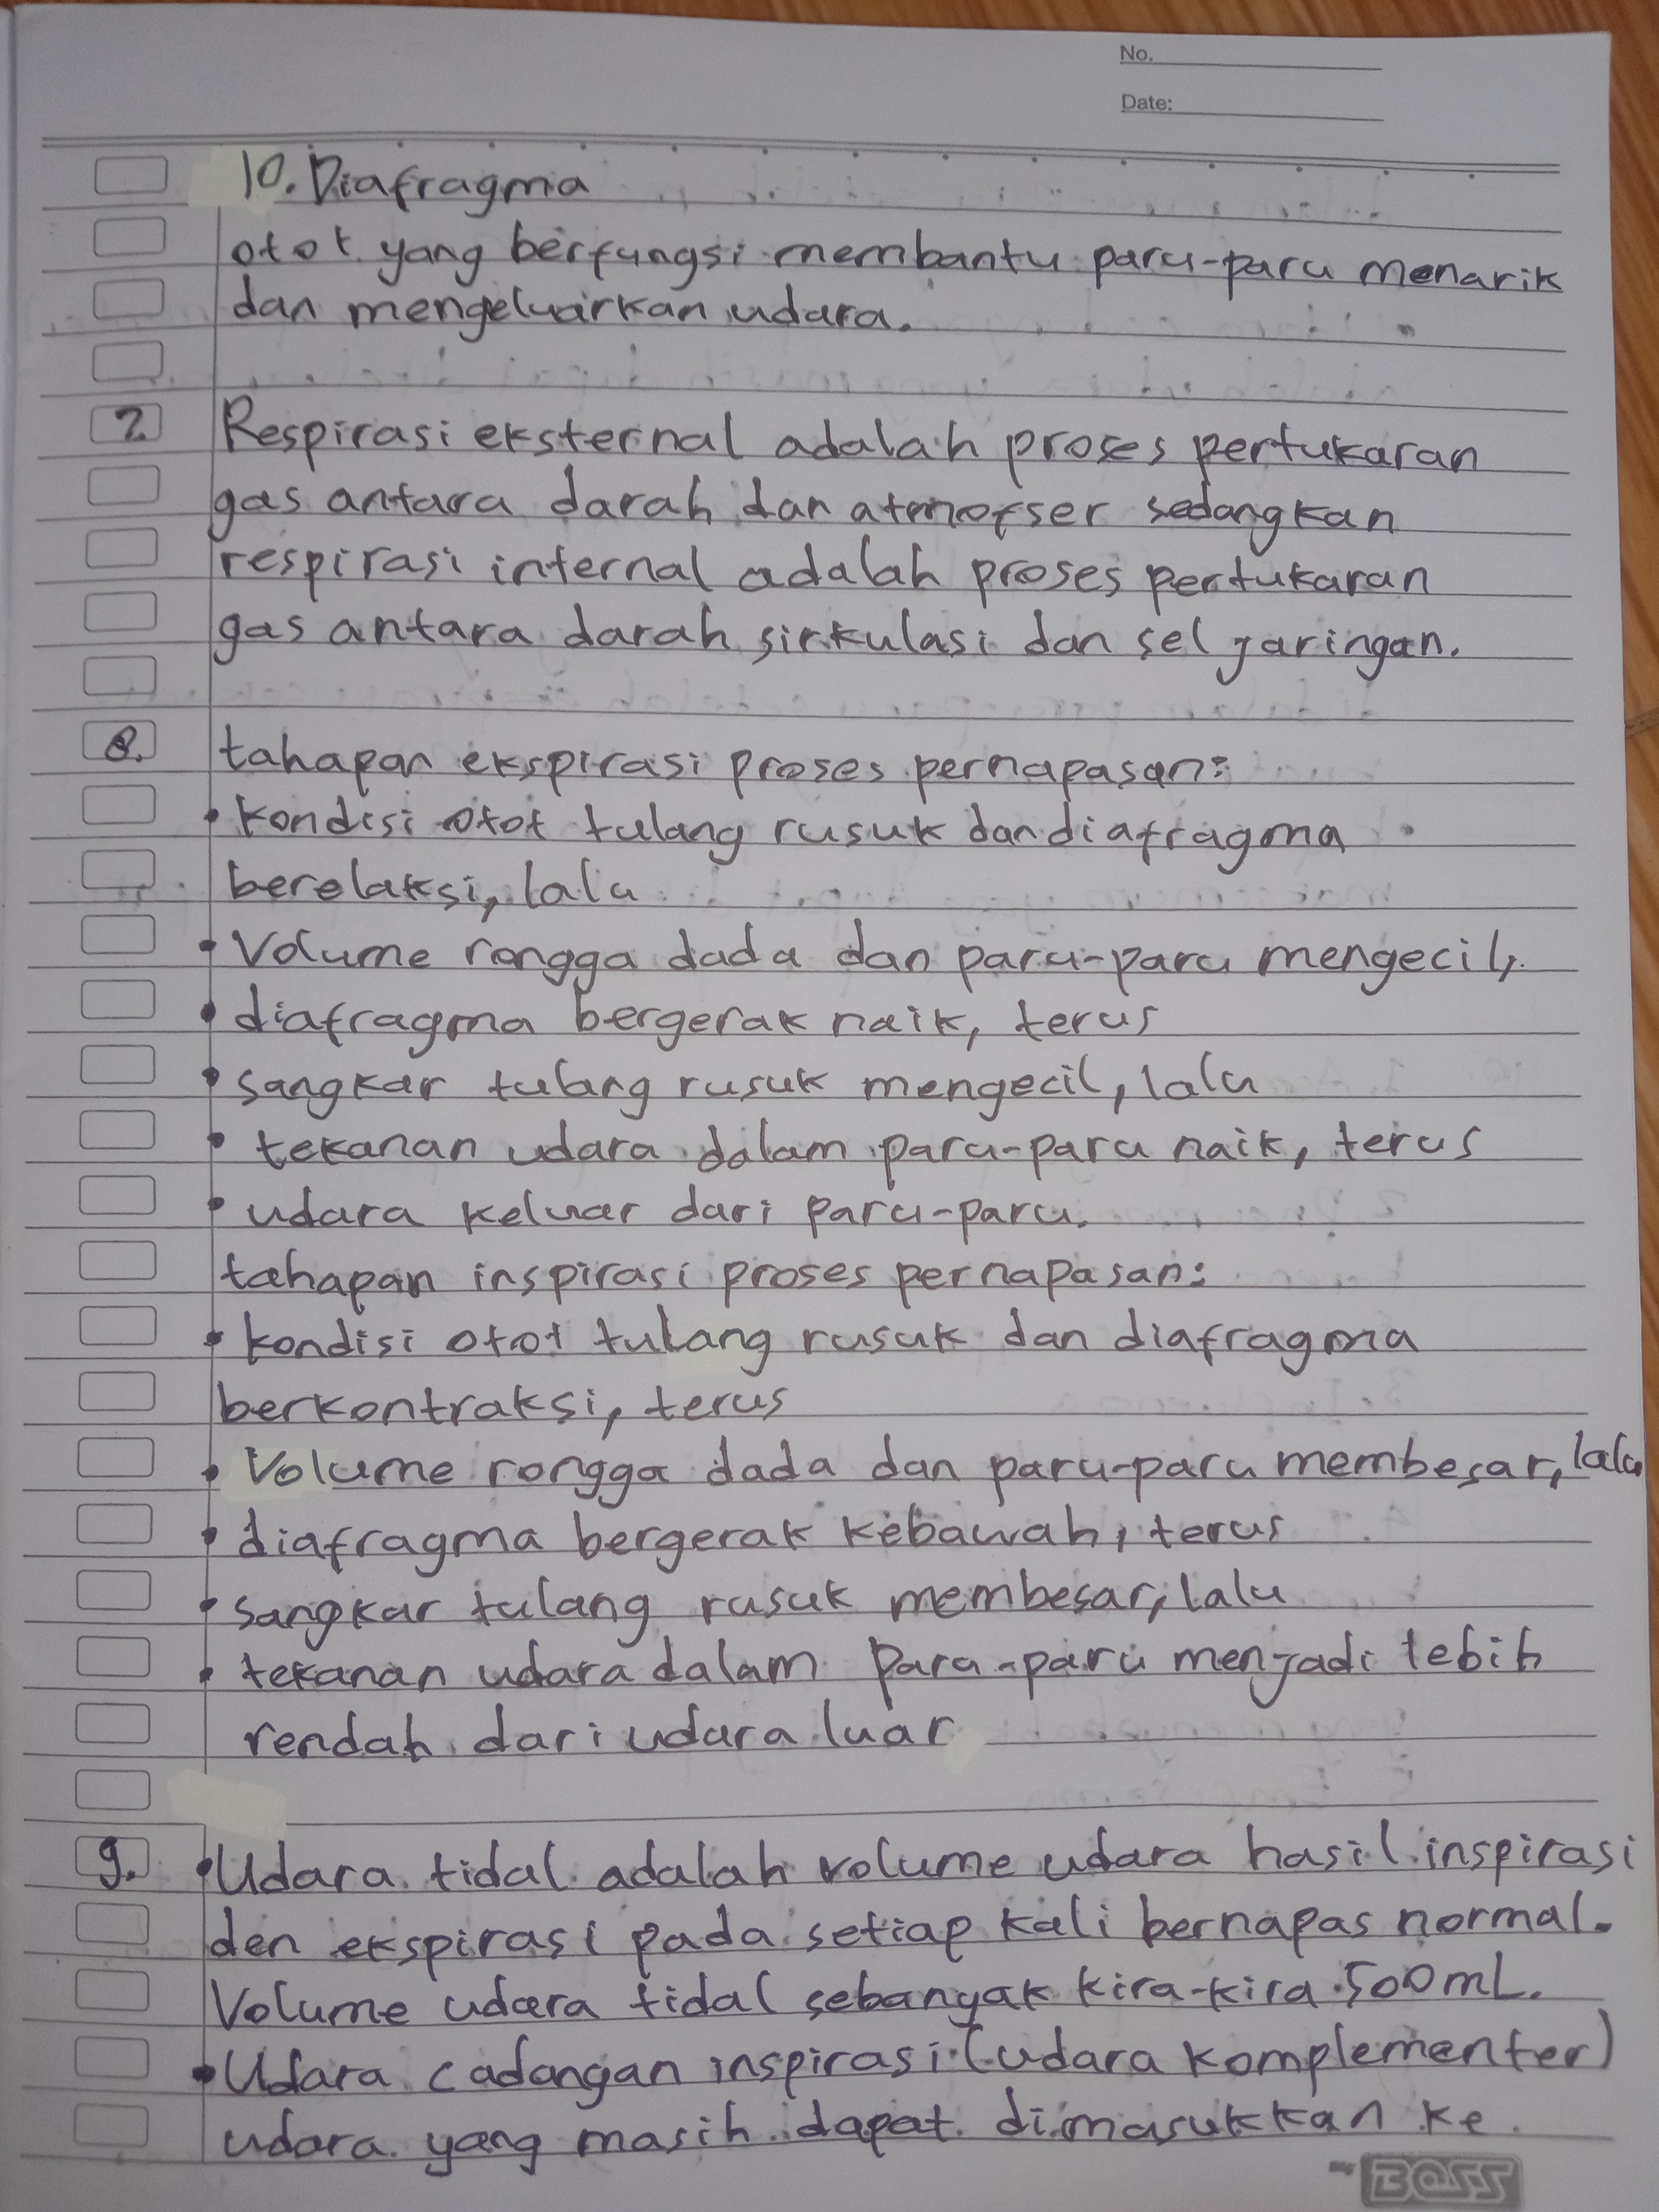 No.
Date:
10. Diafragma
otot yang berfungsi membantu paru-paru menarik
dan mengeluarkan udara.
7. Respirasi eksternal adalah proses pertukaran
gas antara darah dan atmofser sedangkan
respirasi internal adalah proses pertukaran
gas antara darah sirkulasi dan sel jaringan.
8. tahapan ekspirasi proses pernapasan:
• kondisi otot tulang rusuk dan diafragma
berelaksi, lalu
• Volume rongga dada dan paru-paru mengecil,
• diafragma bergerak naik, terus
• sangkar tulang rusuk mengecil, lalu
• tekanan udara dalam paru-paru naik, terus
• udara keluar dari paru-paru.
tahapan inspirasi proses pernapasan:
• kondisi otot tulang rusuk dan diafragma
berkontraksi, terus
• Volume rongga dada dan paru-paru membesar, lalu
• diafragma bergerak kebawah, terus
• sangkar tulang rusuk membesar, lalu
• tekanan udara dalam paru-paru menjadi lebih
rendah dari udara luar
9. • Udara tidal adalah volume udara hasil inspirasi
den ekspirasi pada setiap kali bernapas normal.
Volume udara tidal sebanyak kira-kira 500mL.
• Udara cadangan inspirasi (udara komplementer)
udara yang masih dapat dimasukkan ke
BOSS